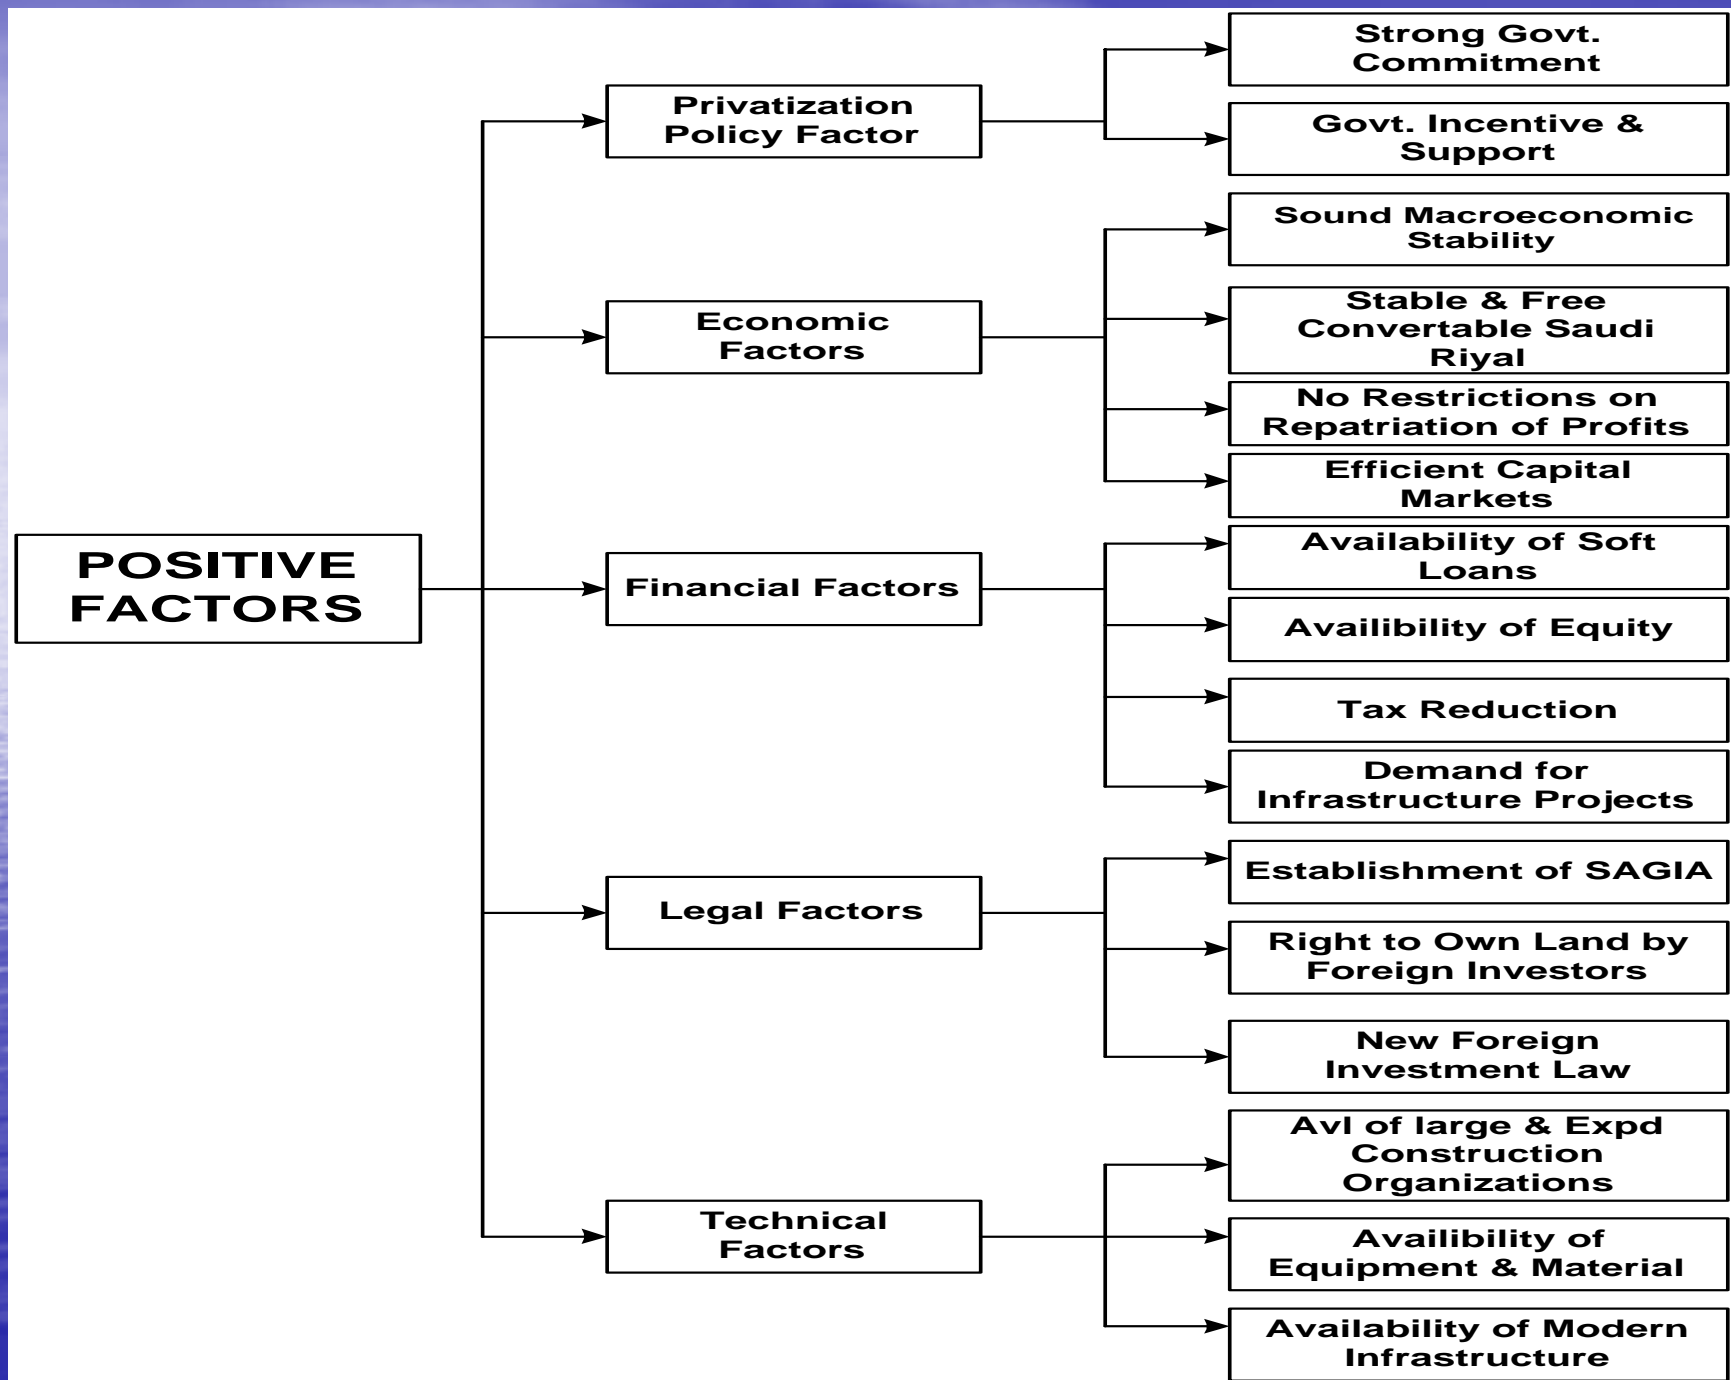 POSITIVE
FACTORS
Privatization
Policy Factor
Strong Govt.
Commitment
Govt. Incentive &
Support
Economic
Factors
Sound Macroeconomic
Stability
Stable & Free
Convertable Saudi
Riyal
No Restrictions on
Repatriation of Profits
Efficient Capital
Markets
Financial Factors
Availability of Soft
Loans
Availibility of Equity
Tax Reduction
Demand for
Infrastructure Projects
Legal Factors
Establishment of SAGIA
Right to Own Land by
Foreign Investors
New Foreign
Investment Law
Technical
Factors
Avl of large & Expd
Construction
Organizations
Availibility of
Equipment & Material
Availability of Modern
Infrastructure